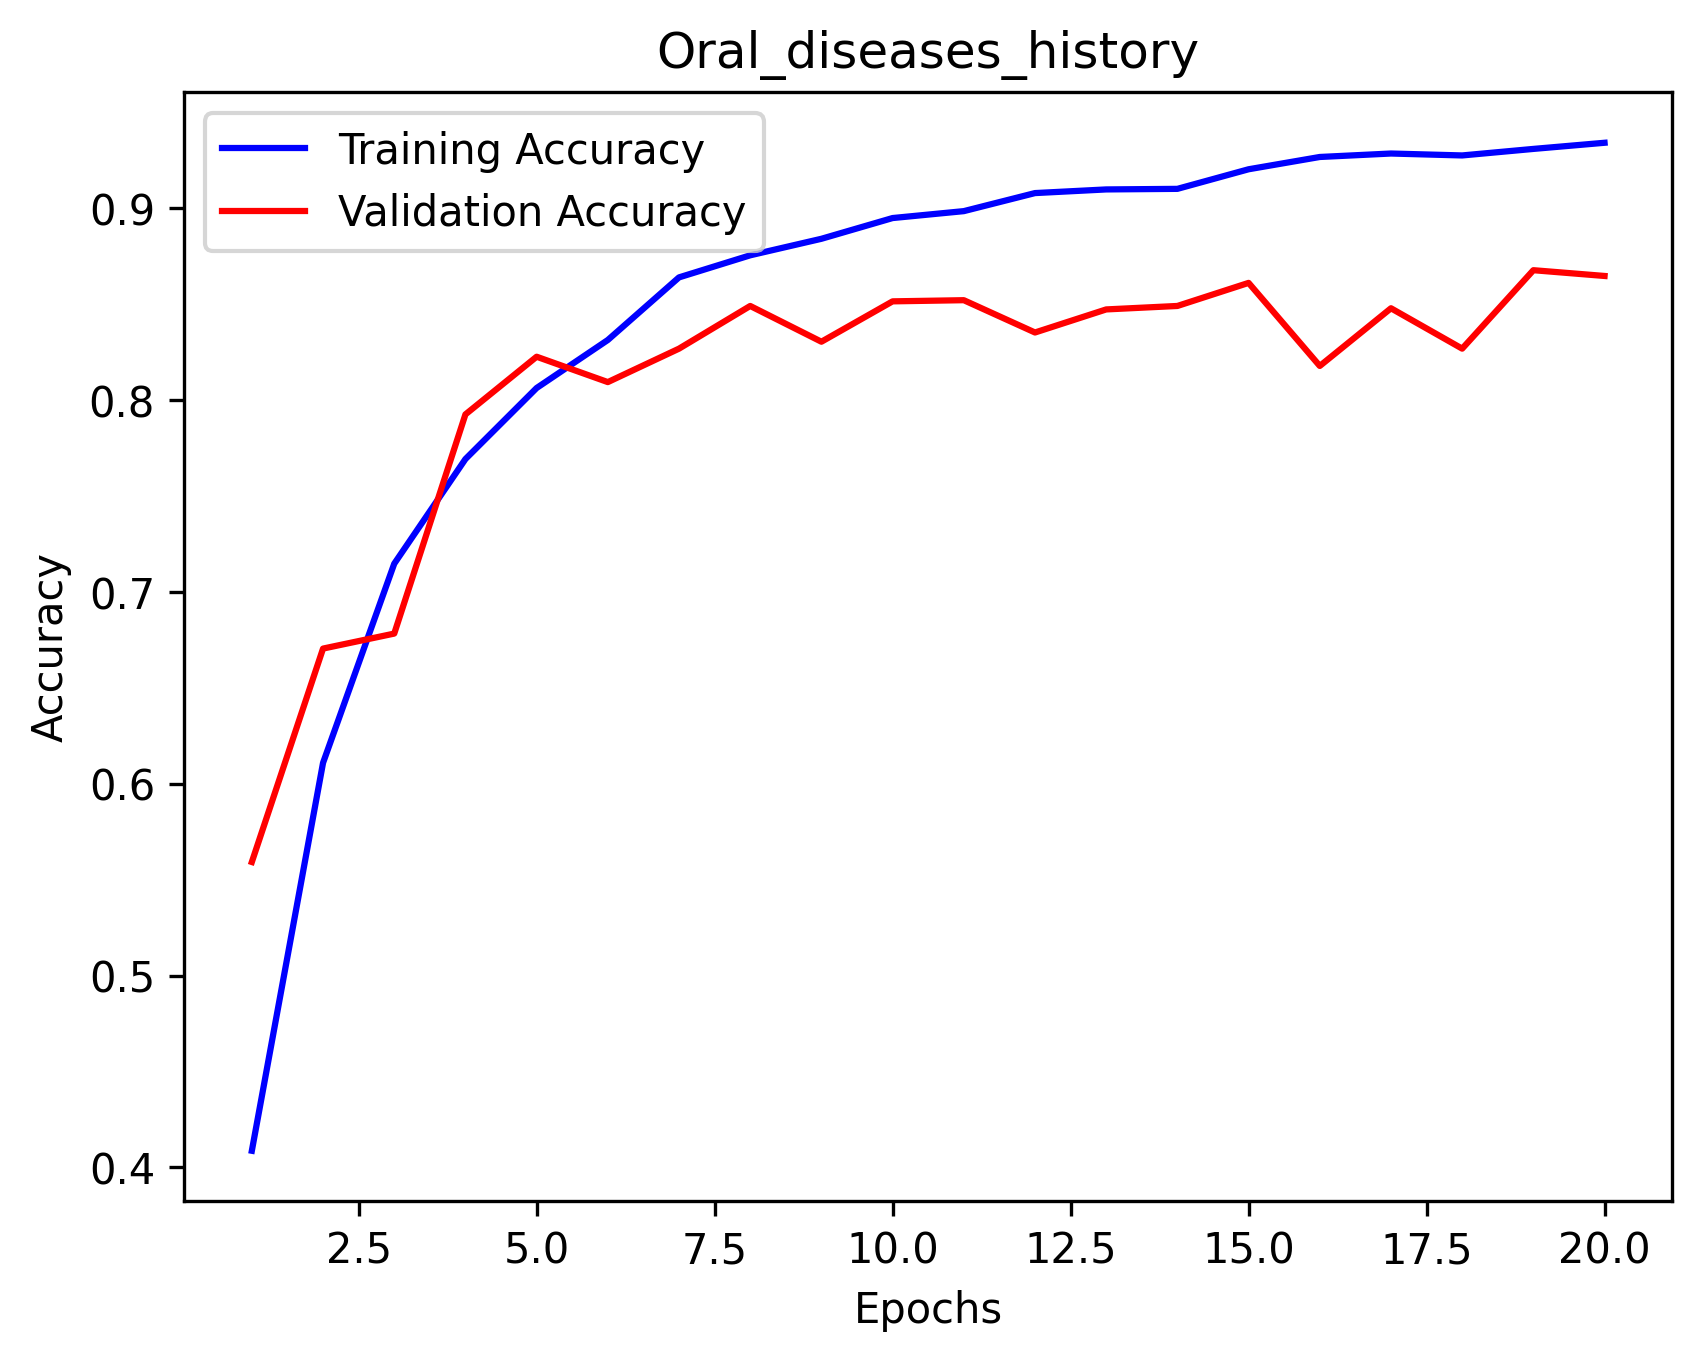 Oral_diseases_history
Training Accuracy
Validation Accuracy
0.9
0.8
0.7
0.6
0.5
0.4
Accuracy
2.5 5.0 7.5 10.0 12.5 15.0 17.5 20.0
Epochs